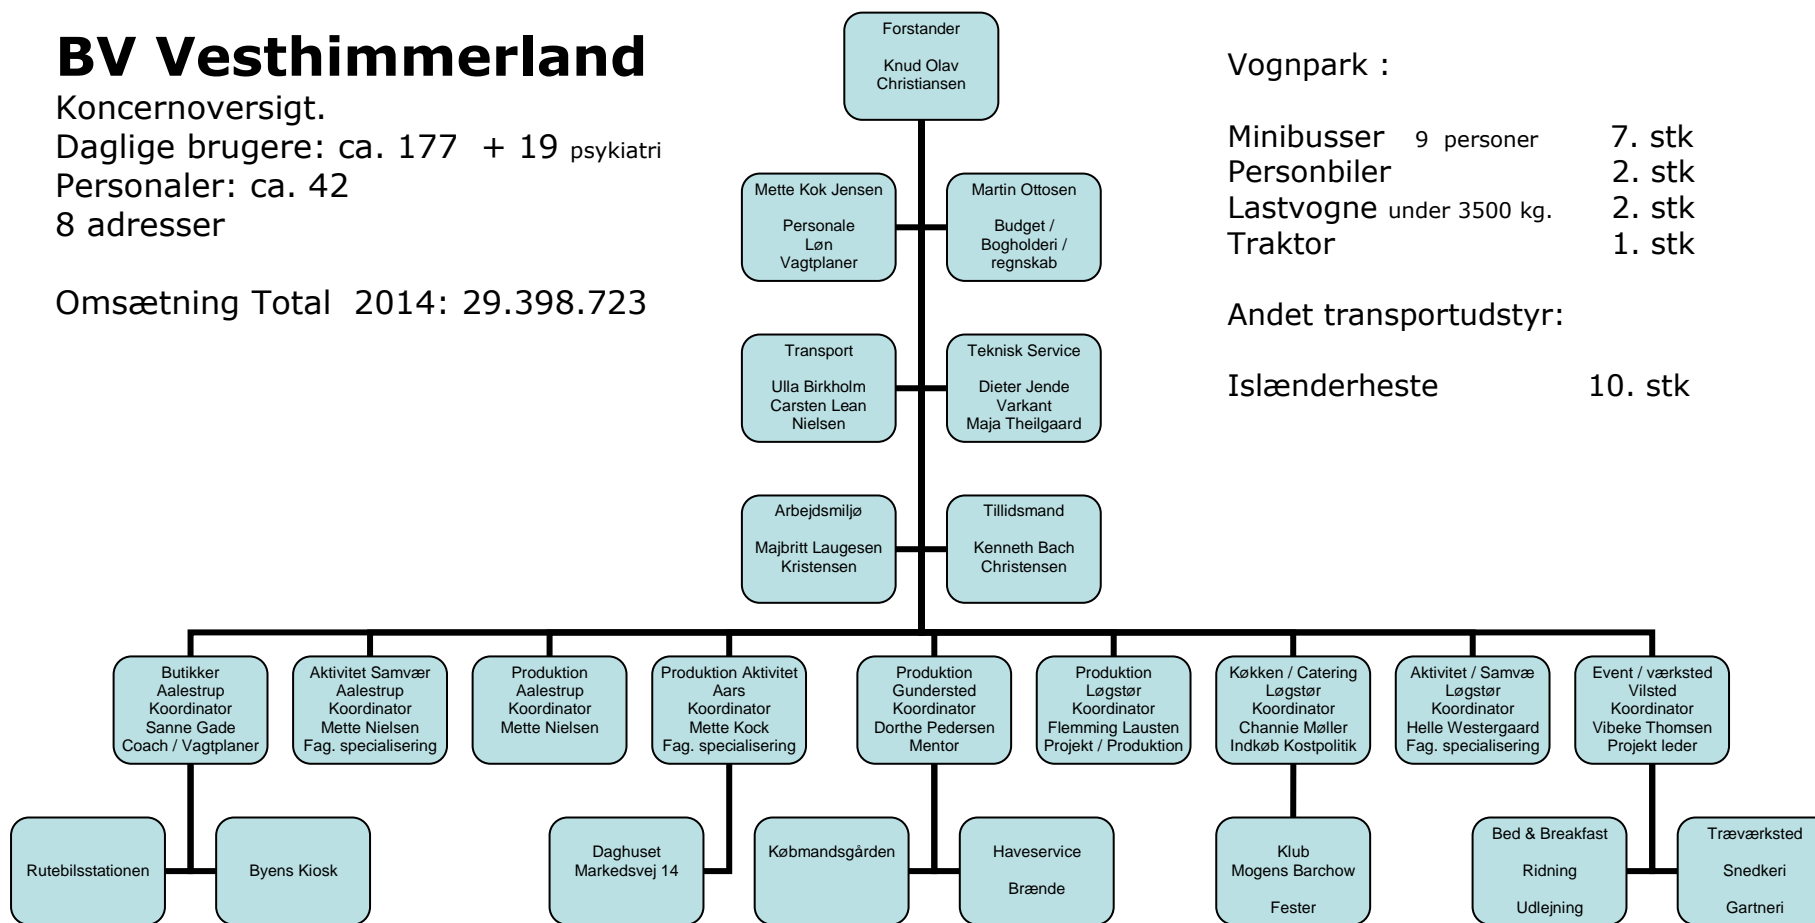 BV Vesthimmerland
Koncernoversigt.
Daglige brugere: ca. 177 + 19 psykiatri
Personaler: ca. 42
8 adresser
Omsætning Total 2014: 29.398.723
Forstander
Knud Olav
Christiansen
Vognpark :
Minibusser 9 personer 7. stk
Personbiler 2. stk
Lastvogne under 3500 kg. 2. stk
Traktor 1. stk
Andet transportudstyr:
Islænderheste 10. stk
Mette Kok Jensen
Personale
Løn
Vagtplaner
Martin Ottosen
Budget /
Bogholderi /
regnskab
Transport
Ulla Birkholm
Carsten Lean
Nielsen
Teknisk Service
Dieter Jende
Varkant
Maja Theilgaard
Arbejdsmiljø
Majbritt Laugesen
Kristensen
Tillidsmand
Kenneth Bach
Christensen
Butikker
Aalestrup
Koordinator
Sanne Gade
Coach / Vagtplaner
Aktivitet Samvær
Aalestrup
Koordinator
Mette Nielsen
Fag. specialisering
Produktion
Aalestrup
Koordinator
Mette Nielsen
Produktion Aktivitet
Aars
Koordinator
Mette Kock
Fag. specialisering
Produktion
Gundersted
Koordinator
Dorthe Pedersen
Mentor
Produktion
Løgstør
Koordinator
Flemming Lausten
Projekt / Produktion
Køkken / Catering
Løgstør
Koordinator
Channie Møller
Indkøb Kostpolitik
Aktivitet / Samvæ
Løgstør
Koordinator
Helle Westergaard
Fag. specialisering
Event / værksted
Vilsted
Koordinator
Vibeke Thomsen
Projekt leder
Rutebilsstationen
Byens Kiosk
Daghuset
Markedsvej 14
Købmandsgården
Haveservice
Brænde
Klub
Mogens Barchow
Fester
Bed & Breakfast
Ridning
Udlejning
Træværksted
Snedkeri
Gartneri